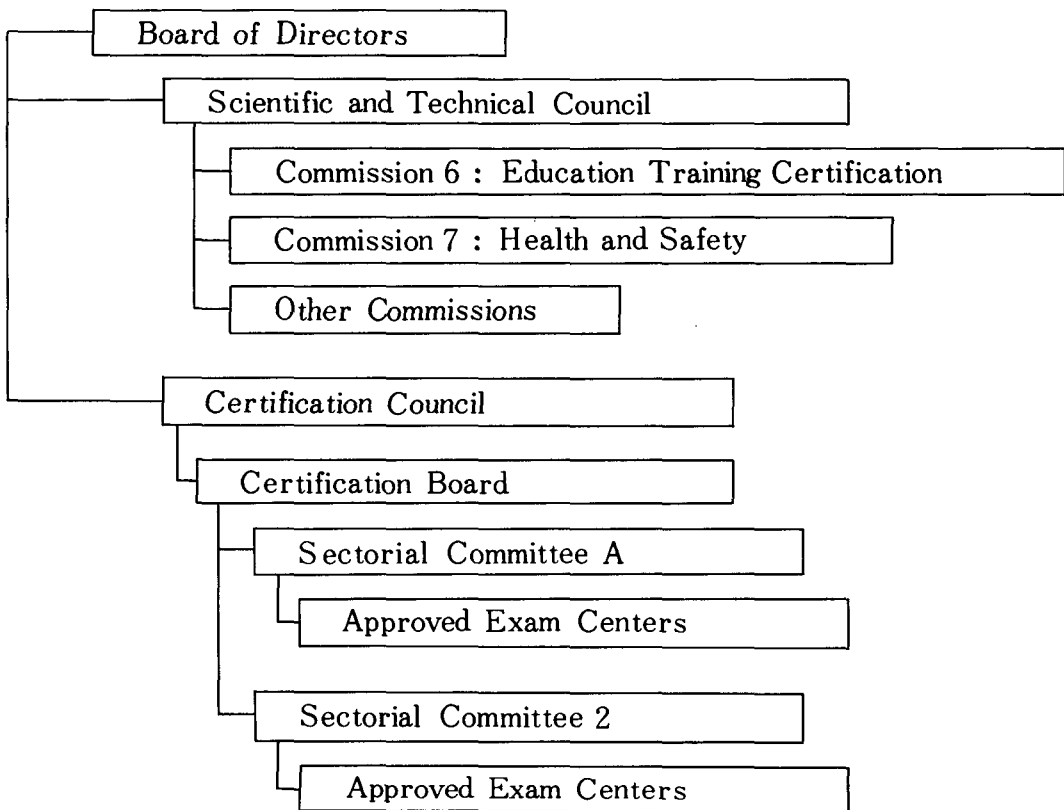 Board of Directors
Scientific and Technical Council
Commission 6 : Education Training Certification
Commission 7 : Health and Safety
Other Commissions
Certification Council
Certification Board
Sectorial Committee A
Approved Exam Centers
Sectorial Committee 2
Approved Exam Centers